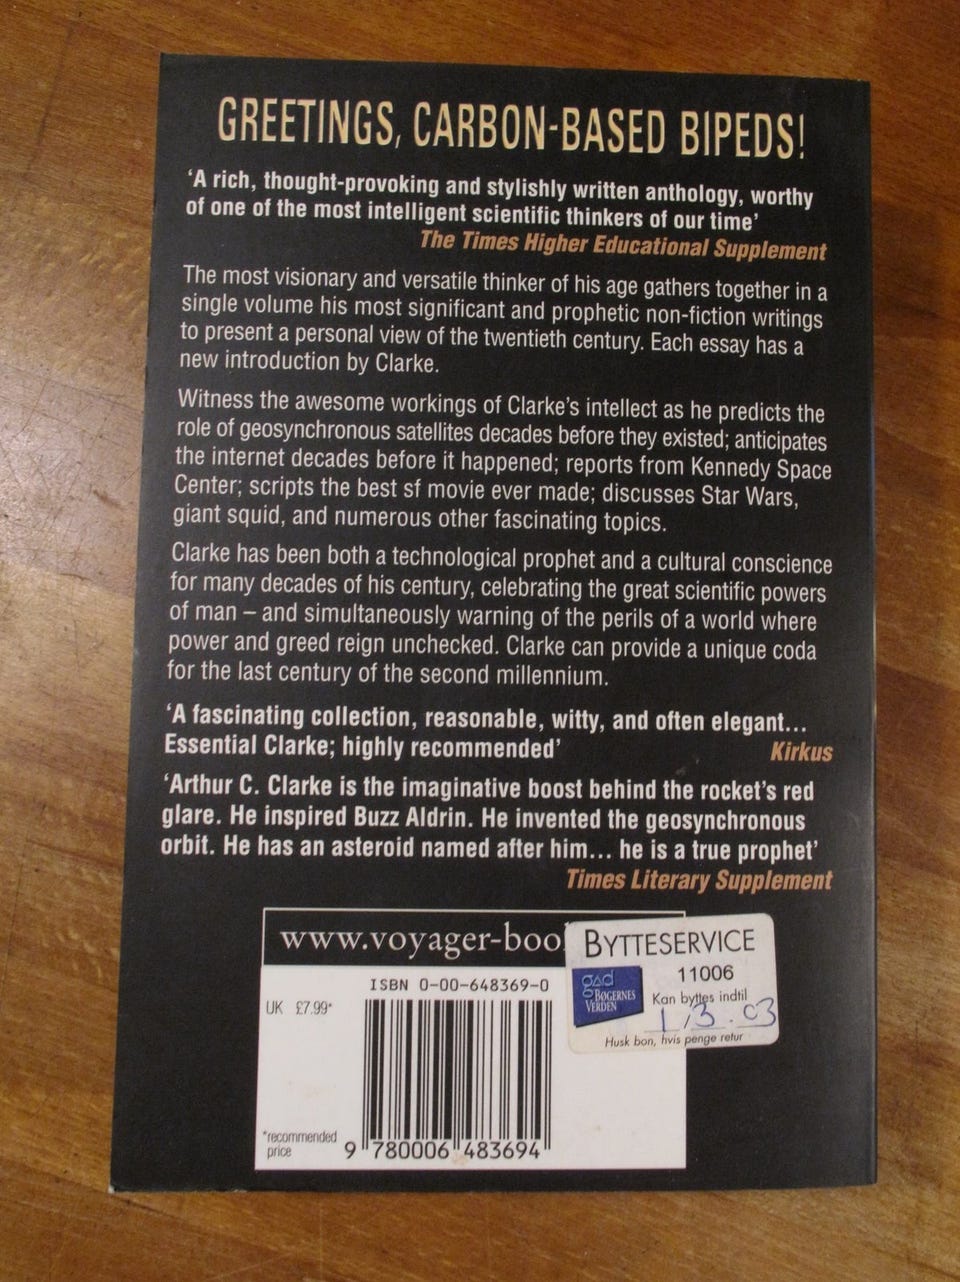 GREETINGS, CARBON-BASED BIPEDS!
‘A rich, thought-provoking and stylishly written anthology, worthy
of one of the most intelligent scientific thinkers of our time’
The Times Higher Educational Supplement
The most visionary and versatile thinker of his age gathers together in a
single volume his most significant and prophetic non-fiction writings
to present a personal view of the twentieth century. Each essay has a
new introduction by Clarke.
Witness the awesome workings of Clarke’s intellect as he predicts the
role of geosynchronous satellites decades before they existed; anticipates
the internet decades before it happened; reports from Kennedy Space
Center; scripts the best sf movie ever made; discusses Star Wars,
giant squid, and numerous other fascinating topics.
Clarke has been both a technological prophet and a cultural conscience
for many decades of his century, celebrating the great scientific powers
of man – and simultaneously warning of the perils of a world where
power and greed reign unchecked. Clarke can provide a unique coda
for the last century of the second millennium.
‘A fascinating collection, reasonable, witty, and often elegant...
Essential Clarke; highly recommended’ Kirkus
‘Arthur C. Clarke is the imaginative boost behind the rocket’s red
glare. He inspired Buzz Aldrin. He invented the geosynchronous
orbit. He has an asteroid named after him... he is a true prophet’
Times Literary Supplement
www.voyager-boo
ISBN 0-00-648369-0
UK £7.99*
*recommended
price
9 780006 483694
BYTTESERVICE
11006
gad
BØGERNES
VERDEN
Kan byttes indtil
1/3.03
Husk bon, hvis penge retur